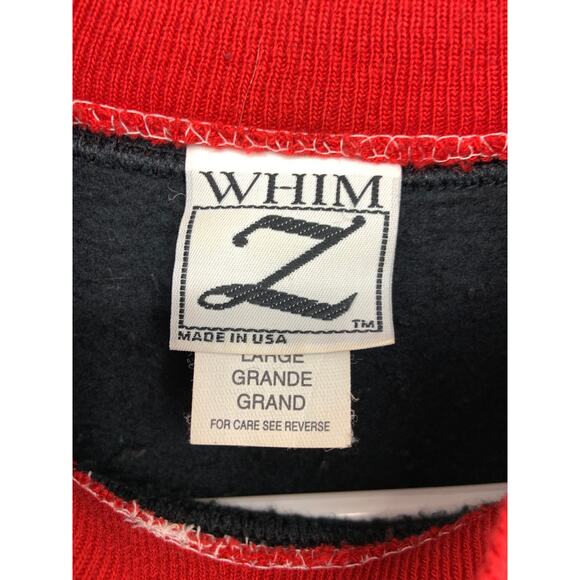 WHIM
Z
TM
MADE IN USA
LARGE
GRANDE
GRAND
FOR CARE SEE REVERSE